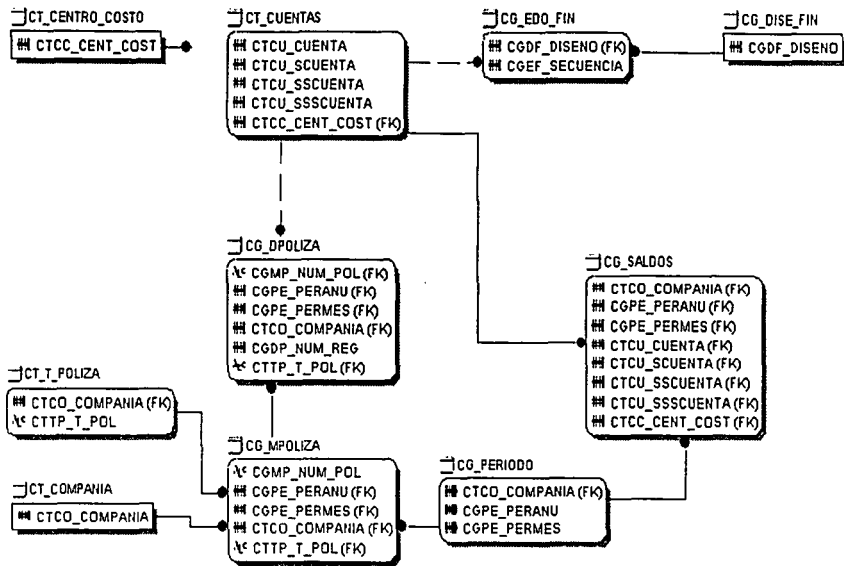 CT_CENTRO_COSTO
CTCC_CENT_COST
CT_CUENTAS
CTCU_CUENTA
CTCU_SCUENTA
CTCU_SSCUENTA
CTCU_SSSCUENTA
CTCC_CENT_COST (FK)
CG_EDO_FIN
CGDF_DISENO (FK)
CGEF_SECUENCIA
CG_DISE_FIN
CGDF_DISENO
CG_DPOLIZA
CGMP_NUM_POL (FK)
CGPE_PERANU (FK)
CGPE_PERMES (FK)
CTCO_COMPANIA (FK)
CGDP_NUM_REG
CTTP_T_POL (FK)
CG_SALDOS
CTCO_COMPANIA (FK)
CGPE_PERANU (FK)
CGPE_PERMES (FK)
CTCU_CUENTA (FK)
CTCU_SCUENTA (FK)
CTCU_SSCUENTA (FK)
CTCU_SSSCUENTA (FK)
CTCC_CENT_COST (FK)
CT_T_POLIZA
CTCO_COMPANIA (FK)
CTTP_T_POL
CT_COMPANIA
CTCO_COMPANIA
CG_MPOLIZA
CGMP_NUM_POL
CGPE_PERANU (FK)
CGPE_PERMES (FK)
CTCO_COMPANIA (FK)
CTTP_T_POL (FK)
CG_PERIODO
CTCO_COMPANIA (FK)
CGPE_PERANU
CGPE_PERMES